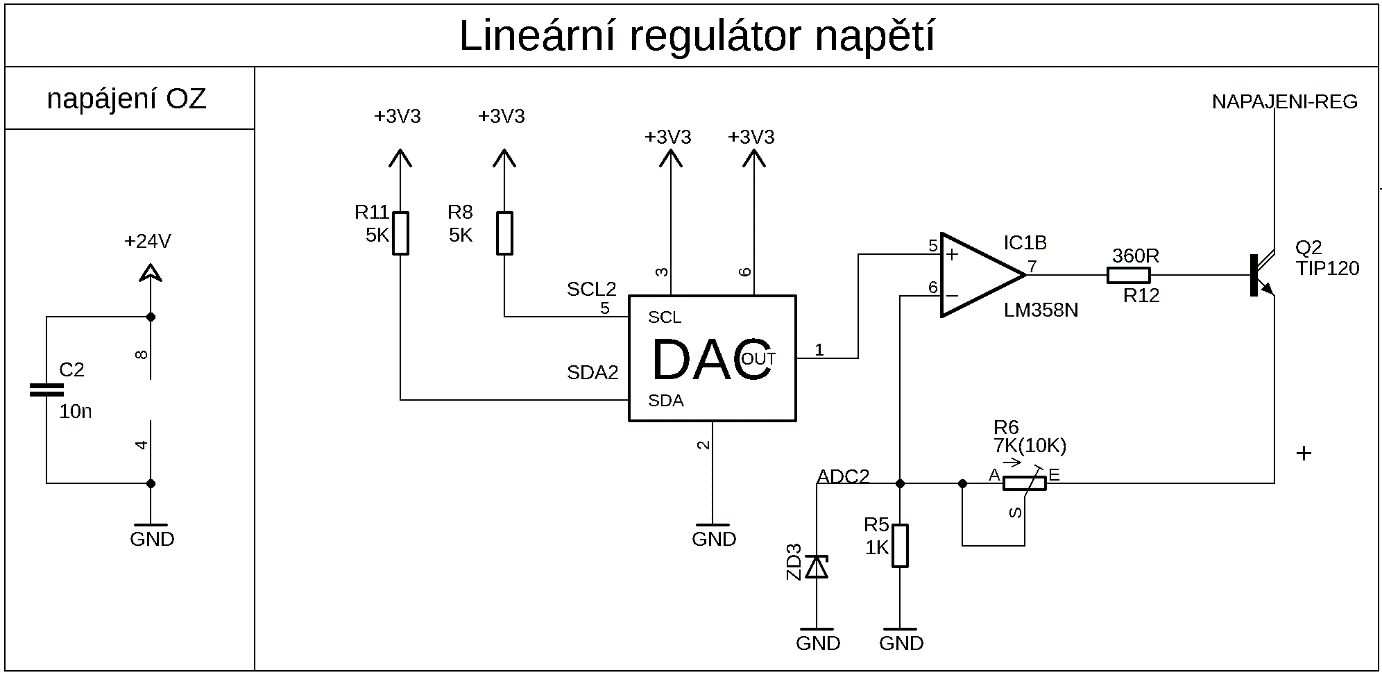 Lineární regulátor napětí
napájení OZ
+24V
8
C2
10n
4
GND
+3V3
+3V3
+3V3
+3V3
NAPAJENI-REG
R11
5K
R8
5K
3
6
SCL2
5
SCL
DAC
OUT
1
SDA2
SDA
2
GND
5
+
6
−
IC1B
7
LM358N
360R
R12
Q2
TIP120
R6
7K(10K)
A
E
S
+
ADC2
R5
1K
ZD3
GND
GND